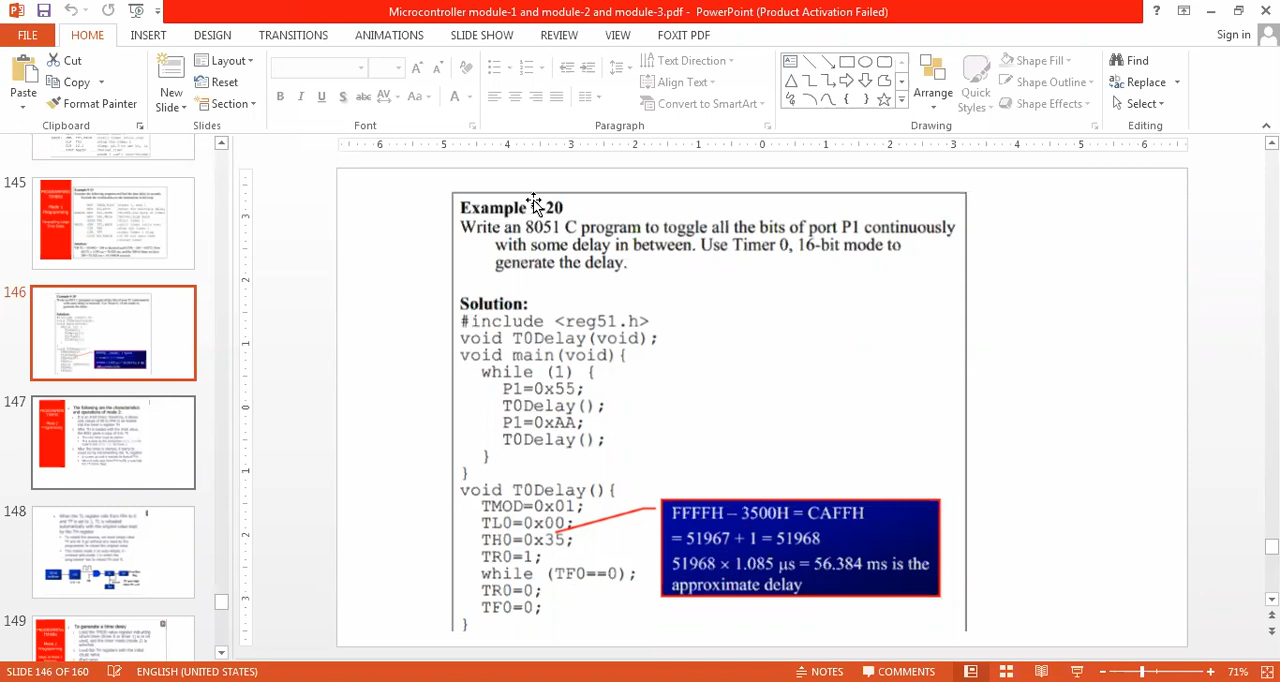 Microcontroller module-1 and module-2 and module-3.pdf - PowerPoint (Product Activation Failed)
FILE HOME INSERT DESIGN TRANSITIONS ANIMATIONS SLIDE SHOW REVIEW VIEW FOXIT PDF Sign in
Paste
Cut
Copy
Format Painter
Clipboard
New Slide
Layout
Reset
Section
Slides
Font
Text Direction
Align Text
Convert to SmartArt
Paragraph
Arrange
Quick Styles
Shape Fill
Shape Outline
Shape Effects
Drawing
Find
Replace
Select
Editing
145
146
147
148
149
Example -20
Write an 8051 C program to toggle all the bits of port P1 continuously
with some delay in between. Use Timer 0, 16-bit mode to
generate the delay.
Solution:
#include <reg51.h>
void T0Delay(void);
void main(void){
while (1) {
P1=0x55;
T0Delay();
P1=0xAA;
T0Delay();
}
}
void T0Delay(){
TMOD=0x01;
TL0=0x00;
TH0=0x35;
TR0=1;
while (TF0==0);
TR0=0;
TF0=0;
}
FFFFH – 3500H = CAFFH
= 51967 + 1 = 51968
51968 × 1.085 μs = 56.384 ms is the
approximate delay
SLIDE 146 OF 160 ENGLISH (UNITED STATES) NOTES COMMENTS 71%